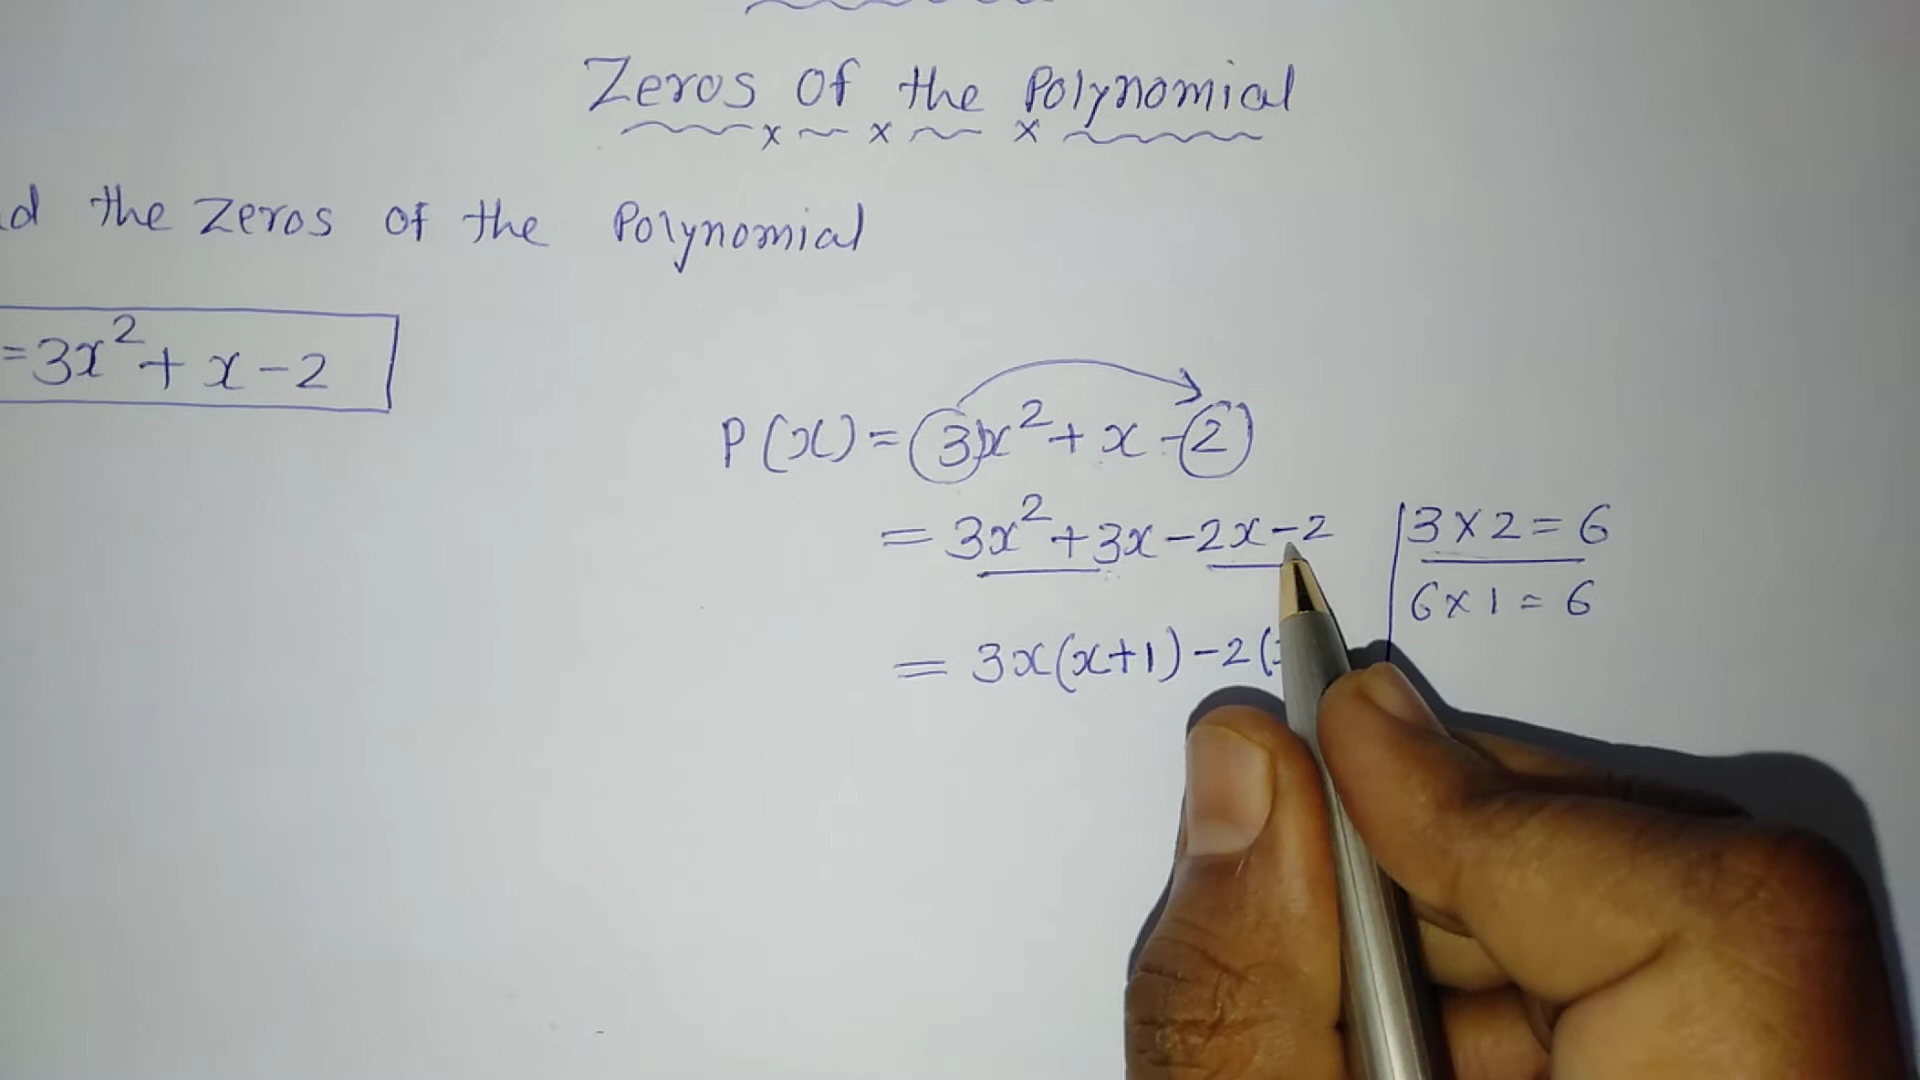 Zeros of the Polynomial
the zeros of the Polynomial
=3x²+ x-2
P(x)=3x²+x-2
=3x²+3x-2x-2
3×2=6
6×1=6
=3x(x+1)-2(